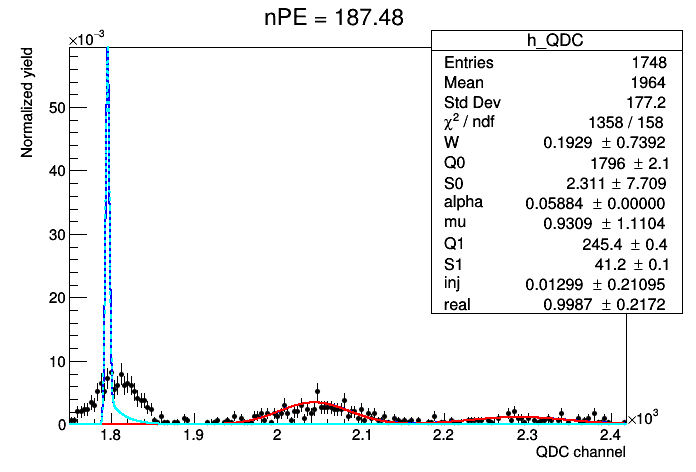 nPE = 187.48
×10⁻³
Normalized yield
50
40
30
20
10
0
h_QDC
Entries 1748
Mean 1964
Std Dev 177.2
χ² / ndf 1358 / 158
W 0.1929 ± 0.7392
Q0 1796 ± 2.1
S0 2.311 ± 7.709
alpha 0.05884 ± 0.00000
mu 0.9309 ± 1.1104
Q1 245.4 ± 0.4
S1 41.2 ± 0.1
inj 0.01299 ± 0.21095
real 0.9987 ± 0.2172
1.8 1.9 2 2.1 2.2 2.3 2.4
×10³
QDC channel